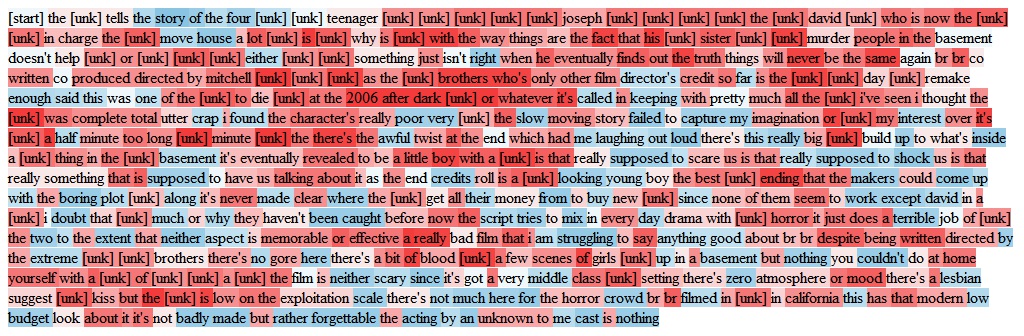 [start] the [unk] tells the story of the four [unk] [unk] teenager [unk] [unk] [unk] [unk] [unk] joseph [unk] [unk] [unk] [unk] the [unk] david [unk] who is now the [unk]
[unk] in charge the [unk] move house a lot [unk] is [unk] why is [unk] with the way things are the fact that his [unk] sister [unk] [unk] murder people in the basement
doesn't help [unk] or [unk] [unk] [unk] either [unk] [unk] something just isn't right when he eventually finds out the truth things will never be the same again br br co
written co produced directed by mitchell [unk] [unk] [unk] as the [unk] brothers who's only other film director's credit so far is the [unk] [unk] day [unk] remake
enough said this was one of the [unk] to die [unk] at the 2006 after dark [unk] or whatever it's called in keeping with pretty much all the [unk] i've seen i thought the
[unk] was complete total utter crap i found the character's really poor very [unk] the slow moving story failed to capture my imagination or [unk] my interest over it's
[unk] a half minute too long [unk] minute [unk] the there's the awful twist at the end which had me laughing out loud there's this really big [unk] build up to what's inside
a [unk] thing in the [unk] basement it's eventually revealed to be a little boy with a [unk] is that really supposed to scare us is that really supposed to shock us is that
really something that is supposed to have us talking about it as the end credits roll is a [unk] looking young boy the best [unk] ending that the makers could come up
with the boring plot [unk] along it's never made clear where the [unk] get all their money from to buy new [unk] since none of them seem to work except david in a
[unk] i doubt that [unk] much or why they haven't been caught before now the script tries to mix in every day drama with [unk] horror it just does a terrible job of [unk]
the two to the extent that neither aspect is memorable or effective a really bad film that i am struggling to say anything good about br br despite being written directed by
the extreme [unk] [unk] brothers there's no gore here there's a bit of blood [unk] a few scenes of girls [unk] up in a basement but nothing you couldn't do at home
yourself with a [unk] of [unk] [unk] a [unk] the film is neither scary since it's got a very middle class [unk] setting there's zero atmosphere or mood there's a lesbian
suggest [unk] kiss but the [unk] is low on the exploitation scale there's not much here for the horror crowd br br filmed in [unk] in california this has that modern low
budget look about it it's not badly made but rather forgettable the acting by an unknown to me cast is nothing